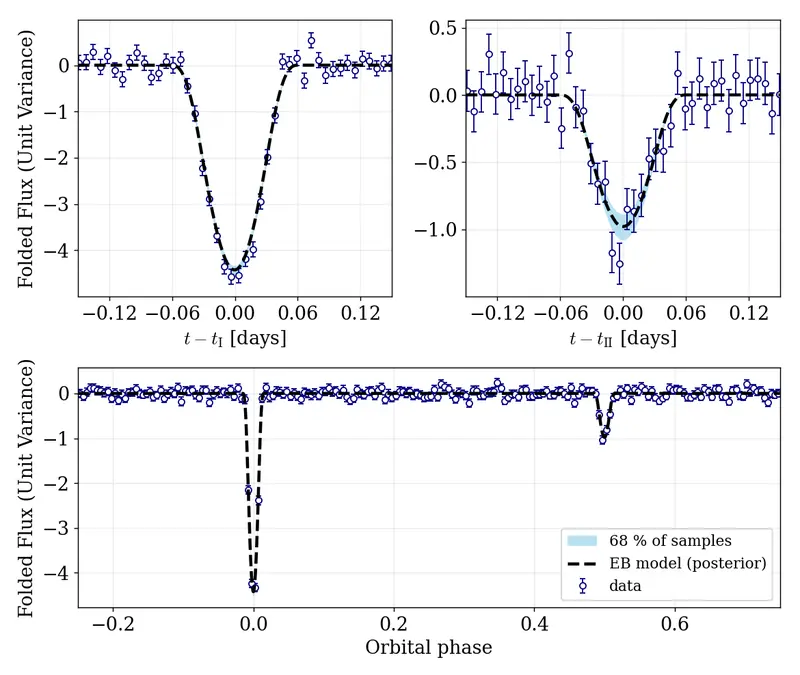 Folded Flux (Unit Variance)
0
−1
−2
−3
−4
−0.12 −0.06 0.00 0.06 0.12
t − t_I [days]
0.5
0.0
−0.5
−1.0
−0.12 −0.06 0.00 0.06 0.12
t − t_II [days]
Folded Flux (Unit Variance)
0
−1
−2
−3
−4
68 % of samples
EB model (posterior)
data
−0.2 0.0 0.2 0.4 0.6
Orbital phase